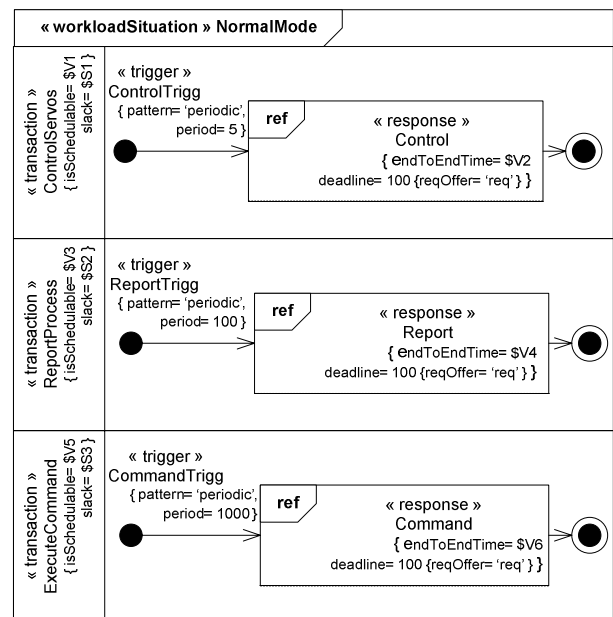 « workloadSituation » NormalMode
« transaction »
ControlServos
{ isSchedulable= $V1
slack= $S1 }
« trigger »
ControlTrigg
{ pattern= ‘periodic’,
period= 5 }
ref
« response »
Control
{ endToEndTime= $V2
deadline= 100 {reqOffer= ‘req’ } }
« transaction »
ReportProcess
{ isSchedulable= $V3
slack= $S2 }
« trigger »
ReportTrigg
{ pattern= ‘periodic’,
period= 100 }
ref
« response »
Report
{ endToEndTime= $V4
deadline= 100 {reqOffer= ‘req’ } }
« transaction »
ExecuteCommand
{ isSchedulable= $V5
slack= $S3 }
« trigger »
CommandTrigg
{ pattern= ‘periodic’,
period= 1000 }
ref
« response »
Command
{ endToEndTime= $V6
deadline= 100 {reqOffer= ‘req’ } }